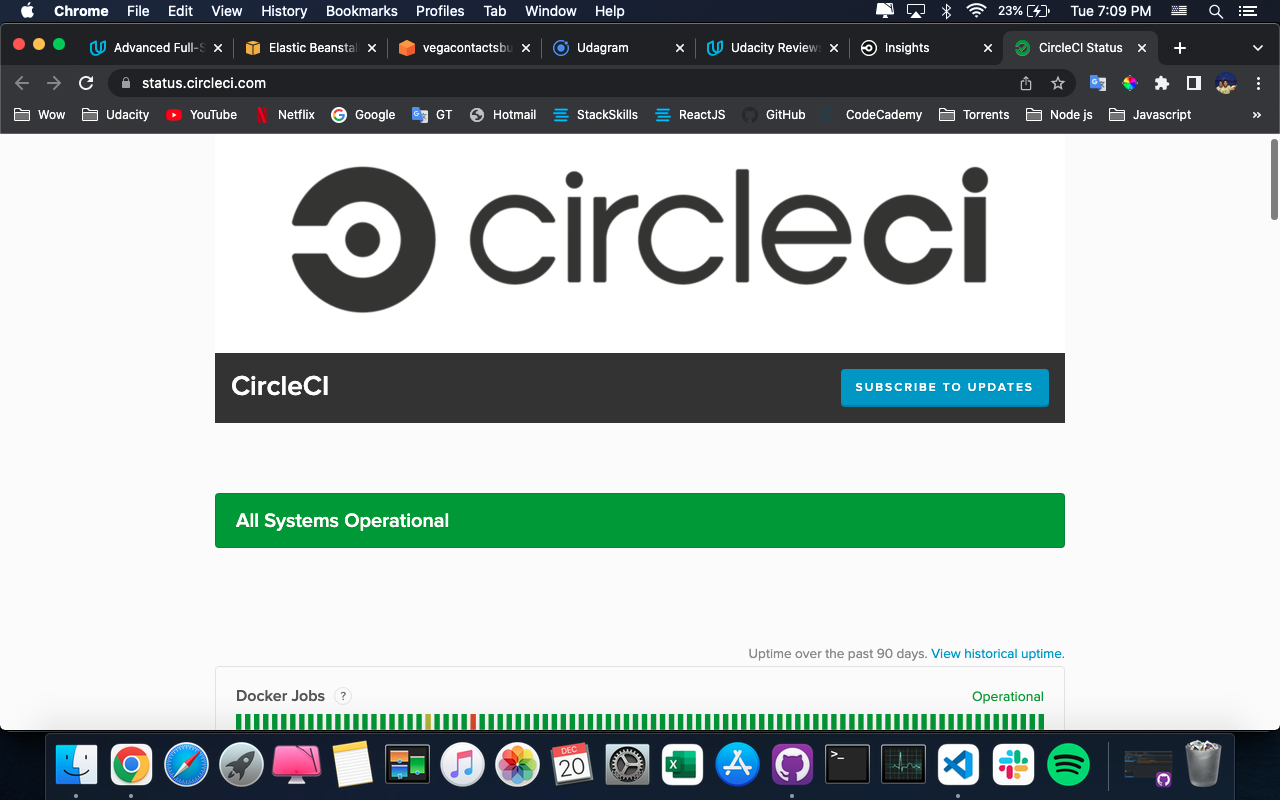 Chrome File Edit View History Bookmarks Profiles Tab Window Help 23% Tue 7:09 PM
Advanced Full-S Elastic Beanstal vegacontactsbu Udagram Udacity Reviews Insights CircleCI Status
status.circleci.com
Wow Udacity YouTube Netflix Google GT Hotmail StackSkills ReactJS GitHub CodeCademy Torrents Node js Javascript »
circleci
CircleCI SUBSCRIBE TO UPDATES
All Systems Operational
Uptime over the past 90 days. View historical uptime.
Docker Jobs ? Operational
DEC
20